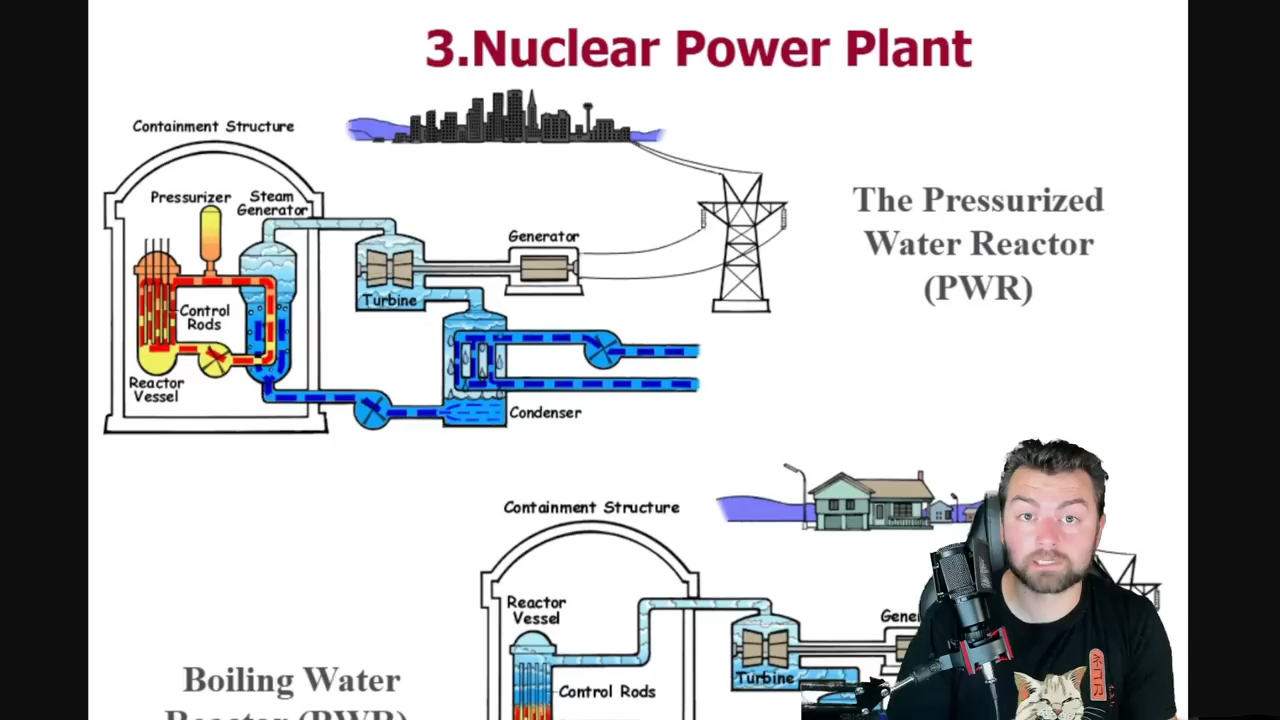 3.Nuclear Power Plant
Containment Structure
Pressurizer
Steam
Generator
Generator
Turbine
Control
Rods
Reactor
Vessel
Condenser
The Pressurized
Water Reactor
(PWR)
Containment Structure
Reactor
Vessel
Turbine
Control Rods
Boiling Water